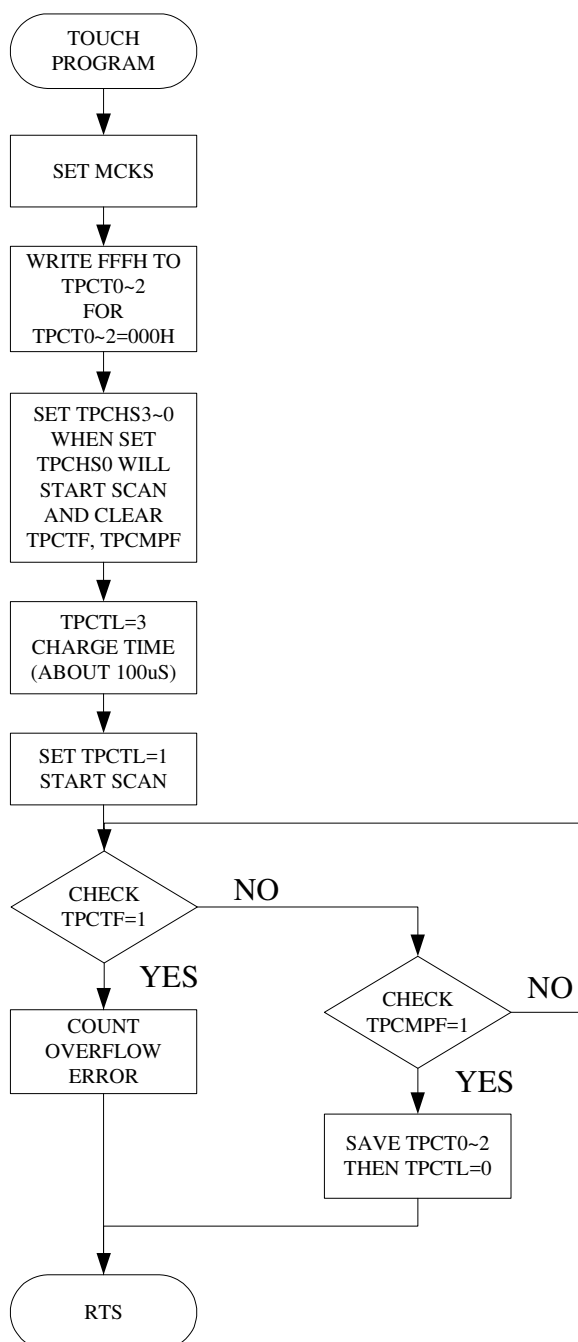 TOUCH
PROGRAM
SET MCKS
WRITE FFFH TO
TPCT0~2
FOR
TPCT0~2=000H
SET TPCHS3~0
WHEN SET
TPCHS0 WILL
START SCAN
AND CLEAR
TPCTF, TPCMPF
TPCTL=3
CHARGE TIME
(ABOUT 100uS)
SET TPCTL=1
START SCAN
CHECK
TPCTF=1
NO
YES
CHECK
TPCMPF=1
NO
YES
COUNT
OVERFLOW
ERROR
SAVE TPCT0~2
THEN TPCTL=0
RTS